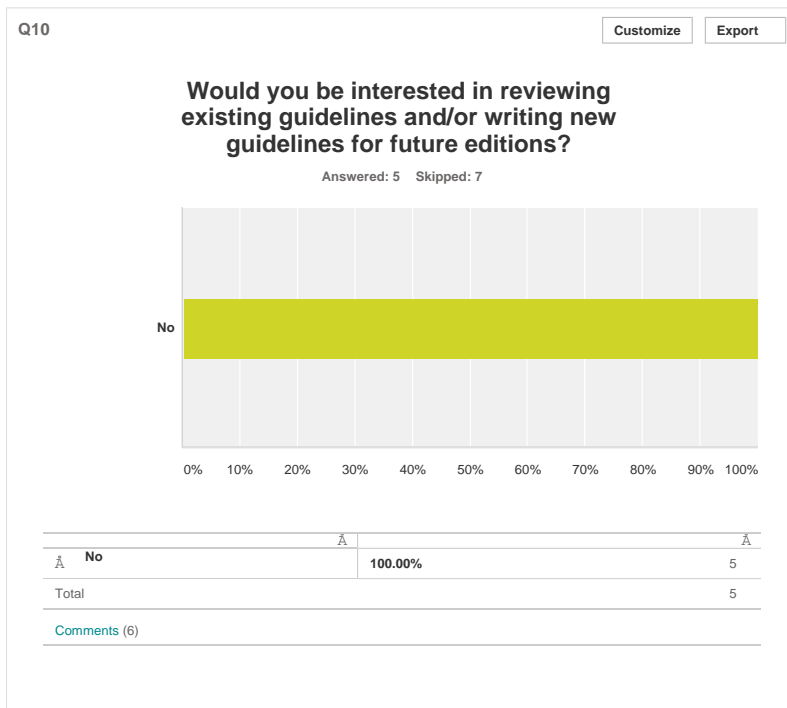 Q10 Customize Export
Would you be interested in reviewing
existing guidelines and/or writing new
guidelines for future editions?
Answered: 5 Skipped: 7
No
0% 10% 20% 30% 40% 50% 60% 70% 80% 90% 100%
Â Â
Â No 100.00% 5
Total 5
Comments (6)